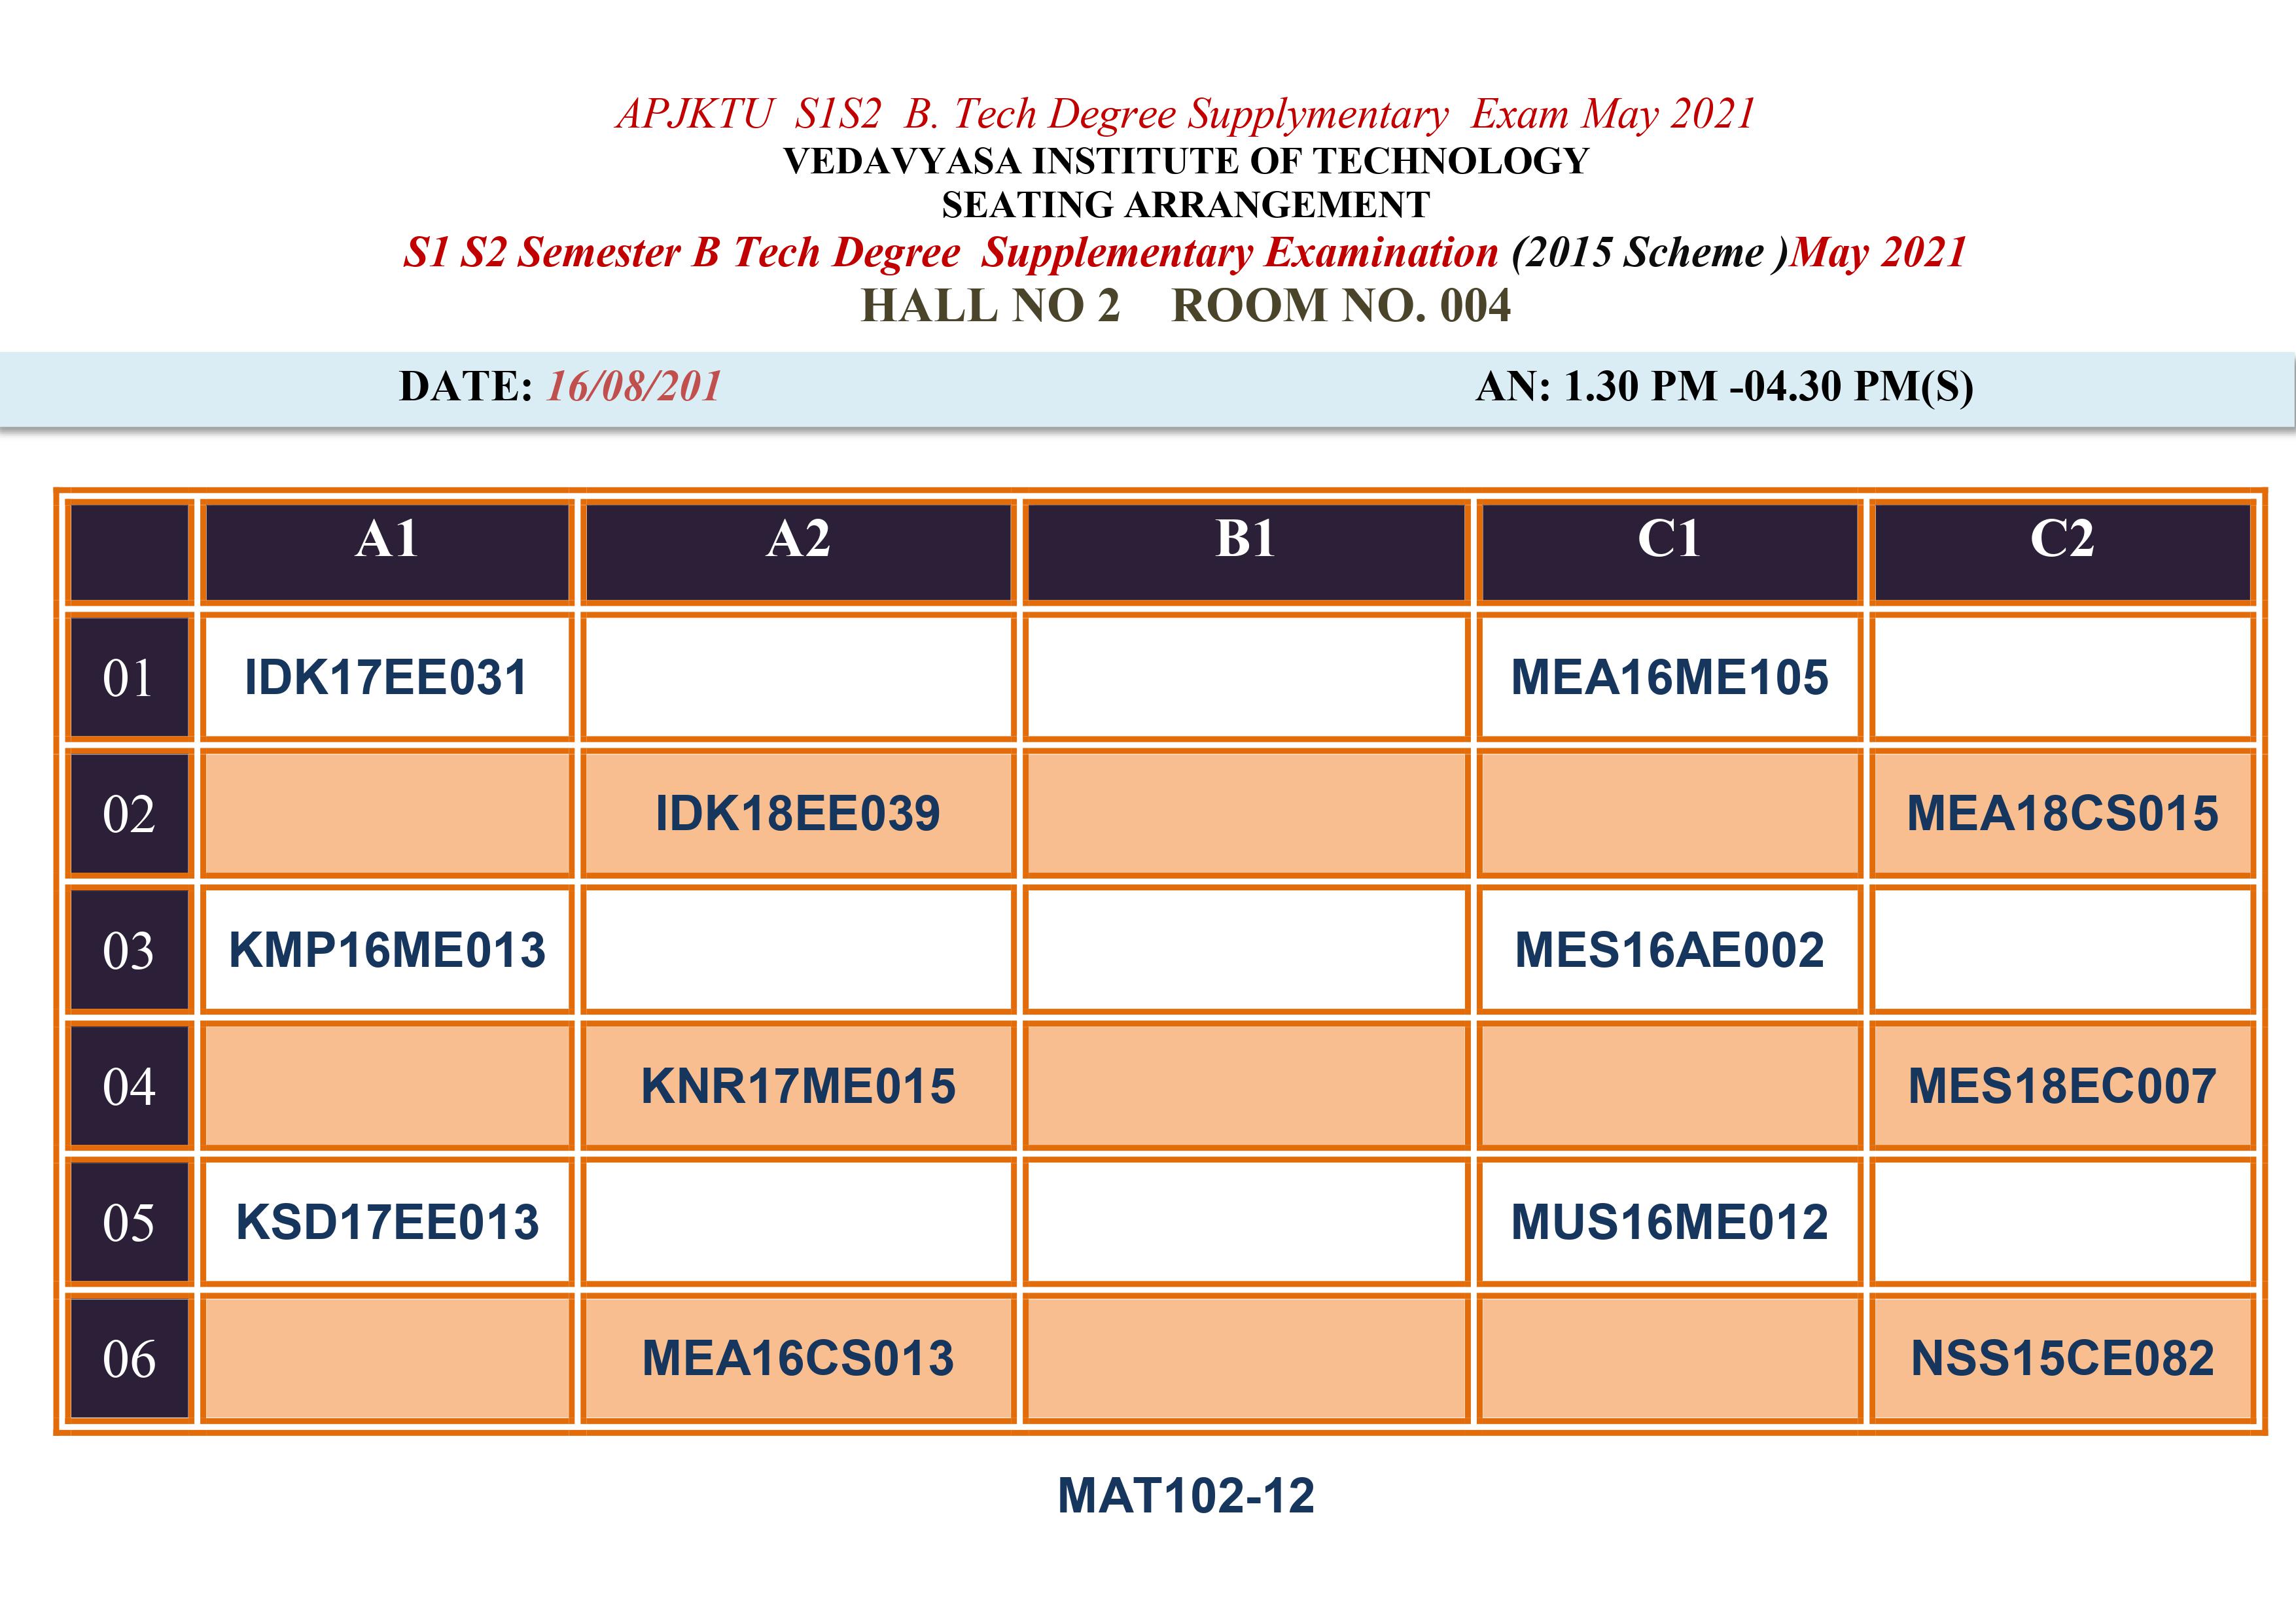 APJKTU S1S2 B. Tech Degree Supplymentary Exam May 2021
VEDAVYASA INSTITUTE OF TECHNOLOGY
SEATING ARRANGEMENT
S1 S2 Semester B Tech Degree Supplementary Examination (2015 Scheme )May 2021
HALL NO 2 ROOM NO. 004
DATE: 16/08/201 AN: 1.30 PM -04.30 PM(S)
A1 A2 B1 C1 C2
01 IDK17EE031 MEA16ME105
02 IDK18EE039 MEA18CS015
03 KMP16ME013 MES16AE002
04 KNR17ME015 MES18EC007
05 KSD17EE013 MUS16ME012
06 MEA16CS013 NSS15CE082
MAT102-12